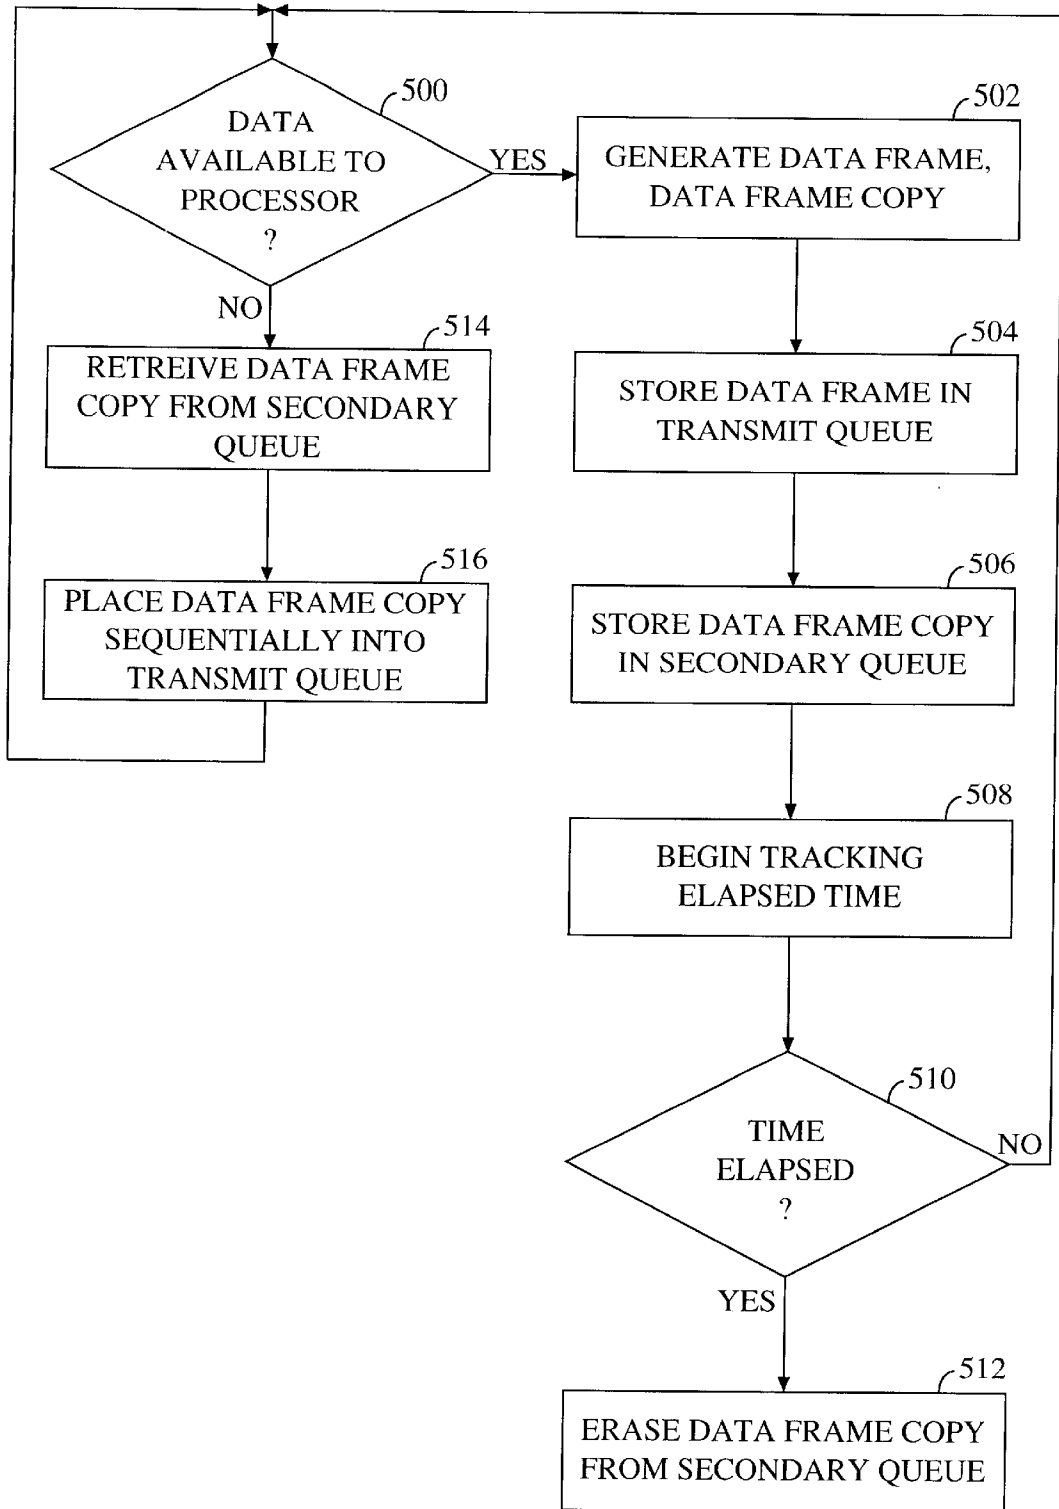 500
DATA
AVAILABLE TO
PROCESSOR
?
YES
NO
502
GENERATE DATA FRAME,
DATA FRAME COPY
514
RETREIVE DATA FRAME
COPY FROM SECONDARY
QUEUE
504
STORE DATA FRAME IN
TRANSMIT QUEUE
516
PLACE DATA FRAME COPY
SEQUENTIALLY INTO
TRANSMIT QUEUE
506
STORE DATA FRAME COPY
IN SECONDARY QUEUE
508
BEGIN TRACKING
ELAPSED TIME
510
TIME
ELAPSED
?
NO
YES
512
ERASE DATA FRAME COPY
FROM SECONDARY QUEUE